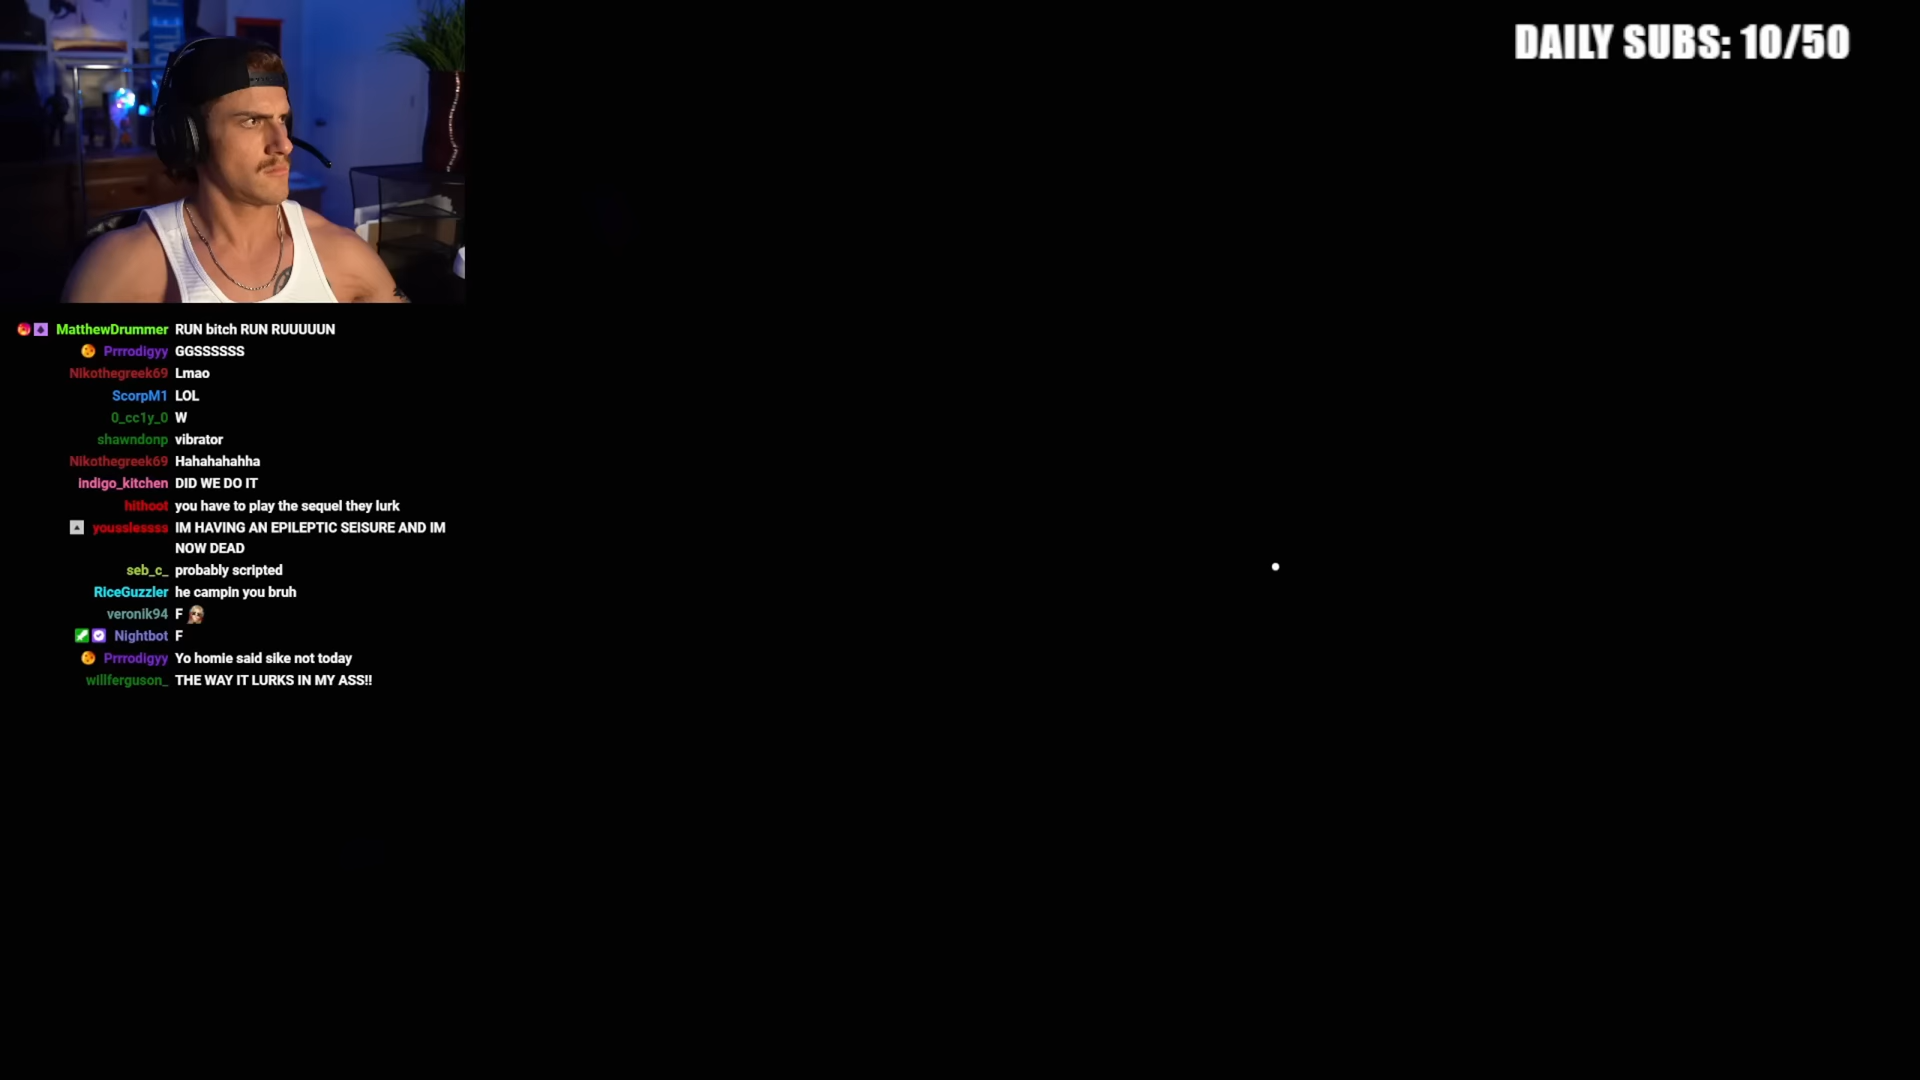 DAILY SUBS: 10/50
MatthewDrummer RUN bitch RUN RUUUUUN
Prrrodigyy GGSSSSSS
Nikothegreek69 Lmao
ScorpM1 LOL
0_cc1y_0 W
shawndonp vibrator
Nikothegreek69 Hahahahahha
indigo_kitchen DID WE DO IT
hithoot you have to play the sequel they lurk
yousslessss IM HAVING AN EPILEPTIC SEISURE AND IM
NOW DEAD
seb_c_ probably scripted
RiceGuzzler he campin you bruh
veronik94 F
Nightbot F
Prrrodigyy Yo homie said sike not today
willferguson_ THE WAY IT LURKS IN MY ASS!!